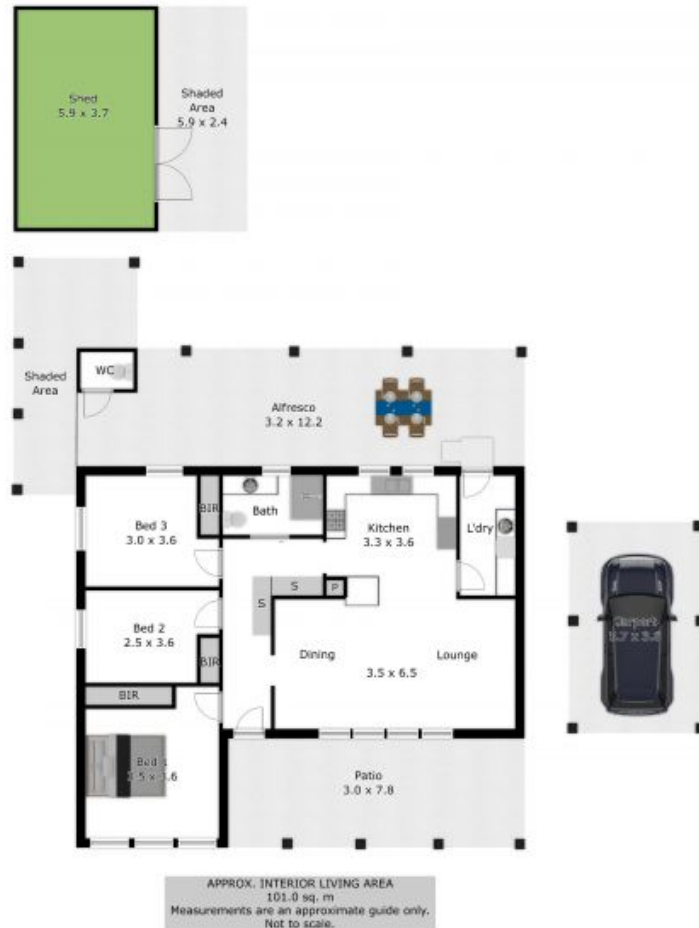 Shed
5.9 x 3.7
Shaded
Area
5.9 x 2.4
WC
Shaded
Area
Alfresco
3.2 x 12.2
Bed 3
3.0 x 3.6
BIR
Bath
Kitchen
3.3 x 3.6
L'dry
S
S
P
Bed 2
2.5 x 3.6
BIR
Dining
Lounge
3.5 x 6.5
BIR
Bed
3.6
Carport
Patio
3.0 x 7.8
APPROX. INTERIOR LIVING AREA
101.0 sq. m
Measurements are an approximate guide only.
Not to scale.